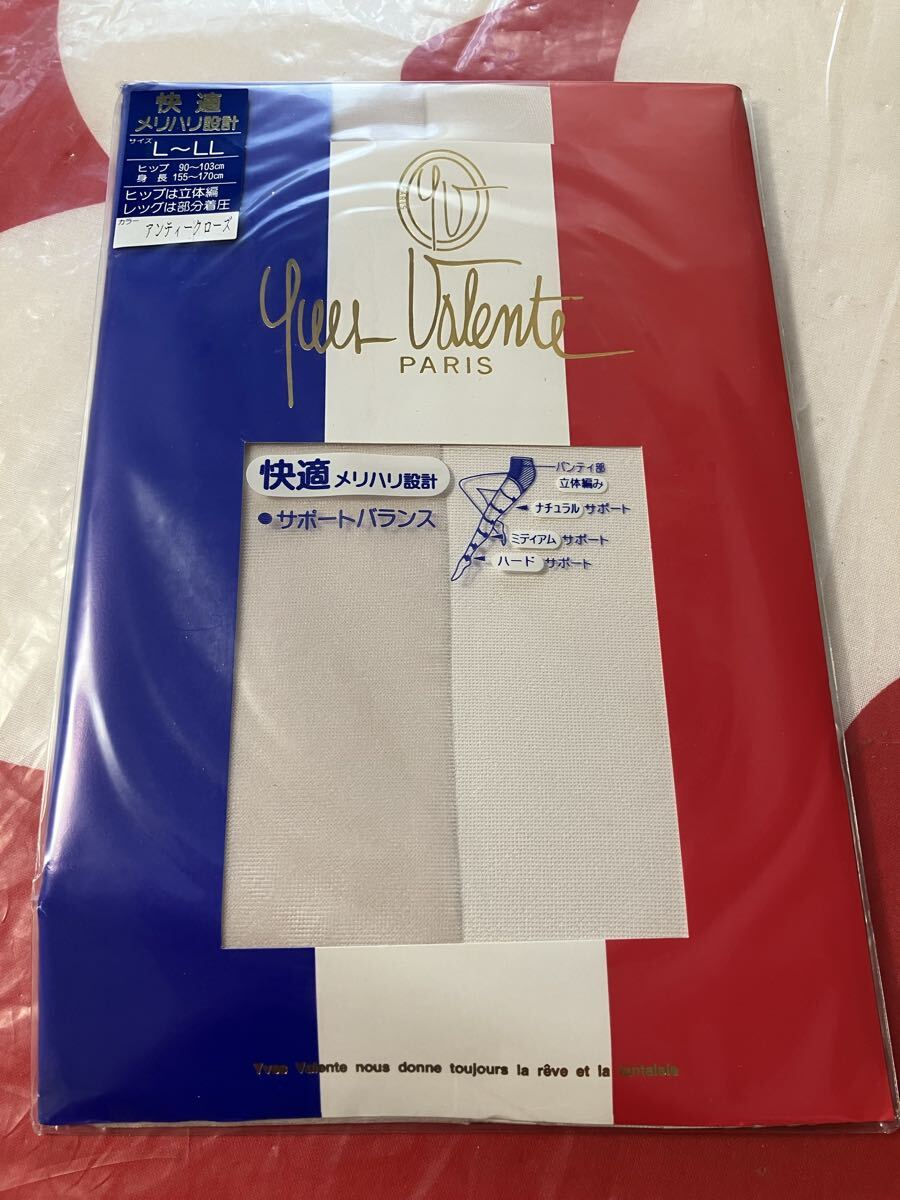 快適
メリハリ設計
サイズ L～LL
ヒップ 90～103cm
身長 155～170cm
ヒップは立体編
レッグは部分着圧
カラー アンティークローズ
YV
Yves Valente
PARIS
快適メリハリ設計
●サポートバランス
パンティ部
立体編み
ナチュラルサポート
ミディアムサポート
ハードサポート
Yves Valente nous donne toujours la rêve et la fantaisie